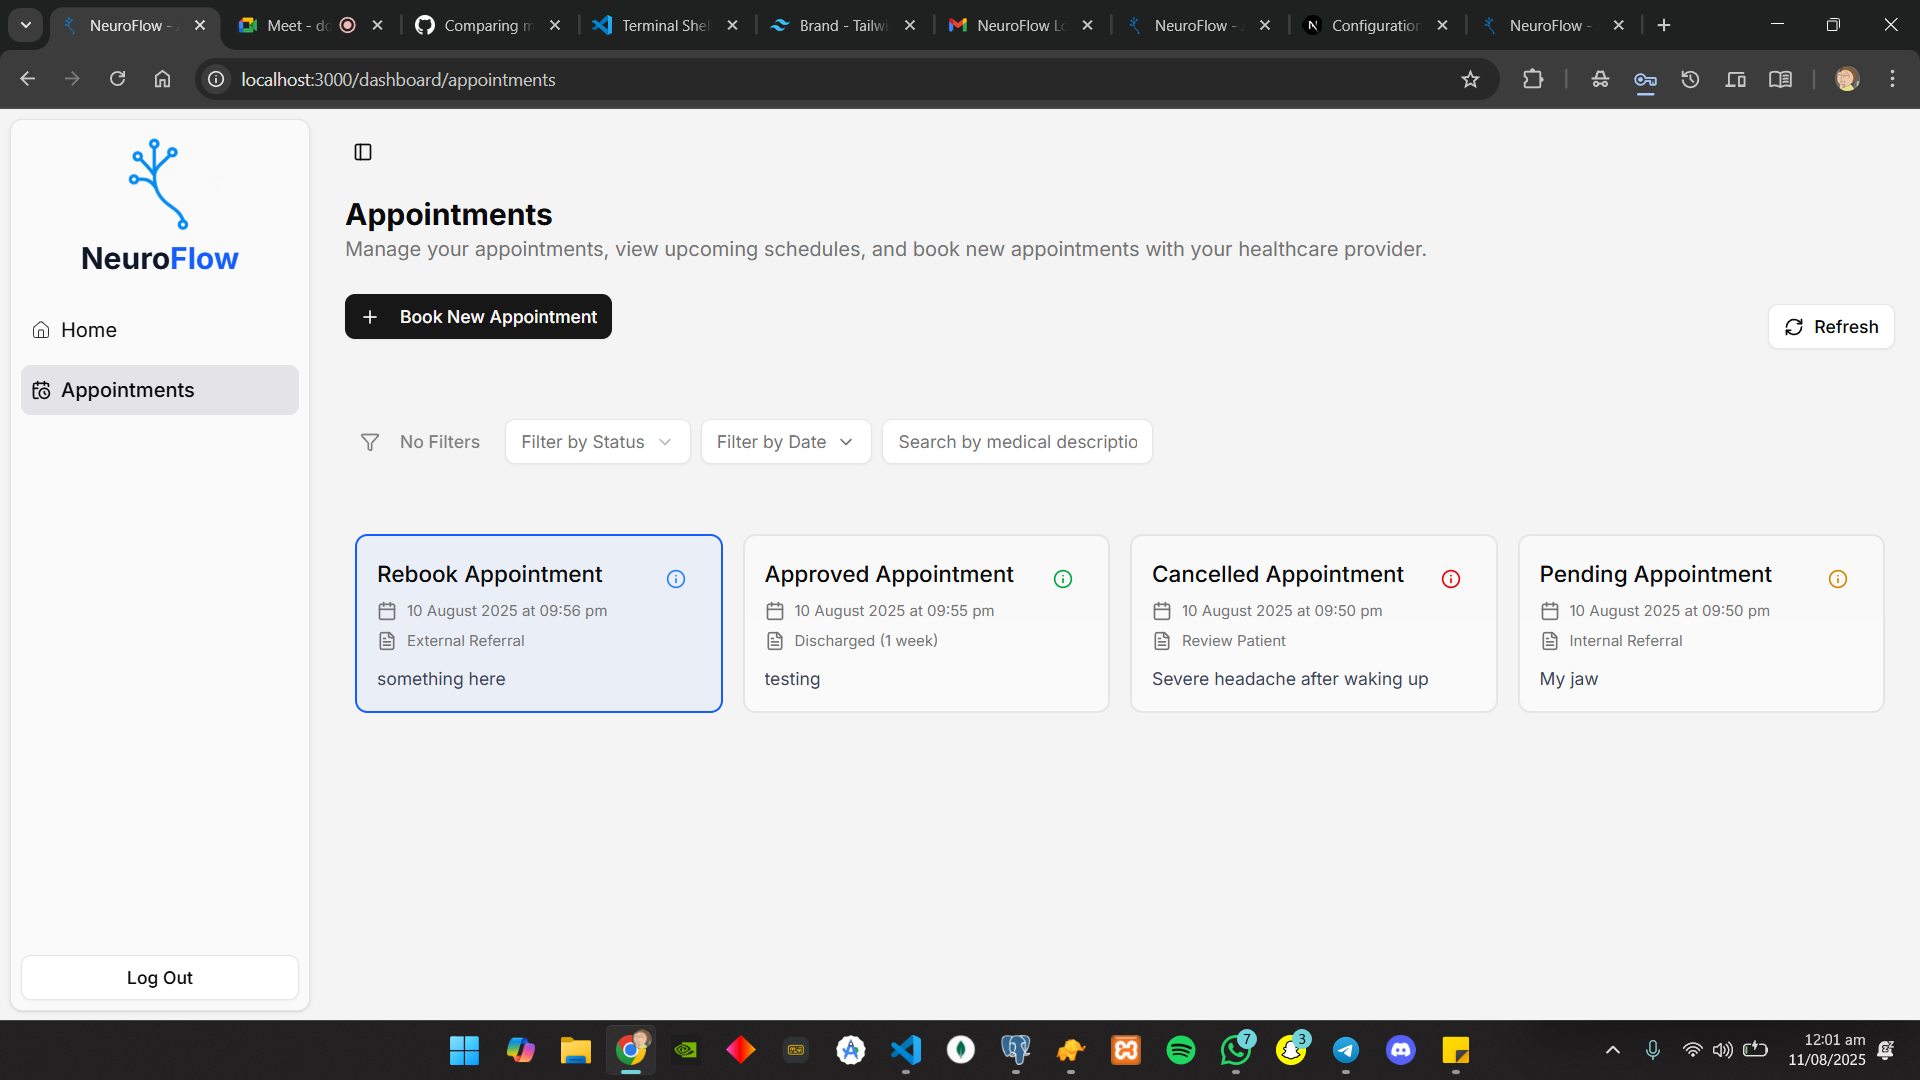 NeuroFlow -
Meet - do
Comparing m
Terminal Shel
Brand - Tailwi
NeuroFlow Lo
NeuroFlow -
Configuration
NeuroFlow -
localhost:3000/dashboard/appointments
NeuroFlow
Home
Appointments
Log Out
Appointments
Manage your appointments, view upcoming schedules, and book new appointments with your healthcare provider.
Book New Appointment
Refresh
No Filters
Filter by Status
Filter by Date
Search by medical descriptio
Rebook Appointment
10 August 2025 at 09:56 pm
External Referral
something here
Approved Appointment
10 August 2025 at 09:55 pm
Discharged (1 week)
testing
Cancelled Appointment
10 August 2025 at 09:50 pm
Review Patient
Severe headache after waking up
Pending Appointment
10 August 2025 at 09:50 pm
Internal Referral
My jaw
7
3
12:01 am
11/08/2025